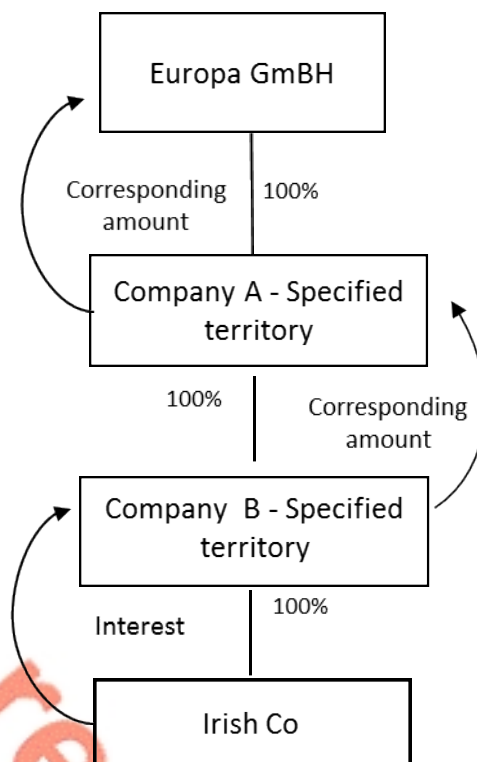 Europa GmBH
Corresponding
amount
100%
Company A - Specified
territory
100%
Corresponding
amount
Company B - Specified
territory
100%
Interest
Irish Co